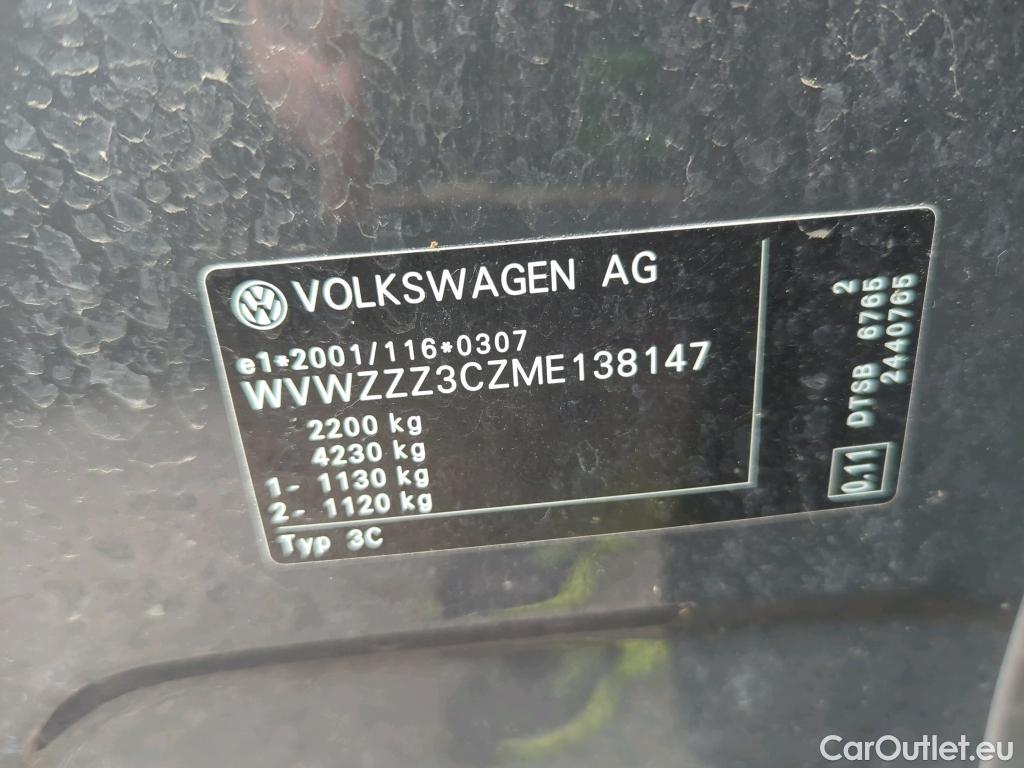 VOLKSWAGEN AG
e1*2001/116*0307
WVWZZZ3CZME138147
2200 kg
4230 kg
1- 1130 kg
2- 1120 kg
Typ 3C
0,11 DTSB 6765 2
2440765
CarOutlet.eu